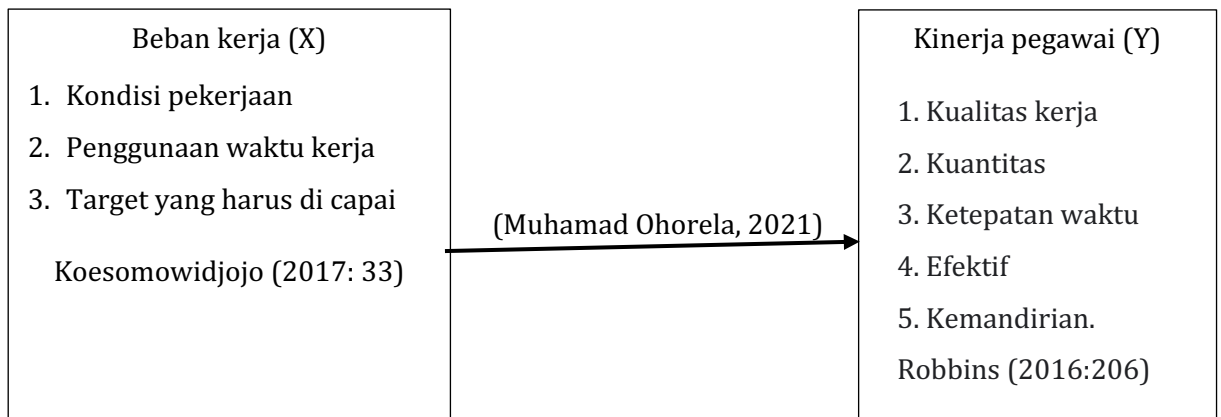 Beban kerja (X)
1. Kondisi pekerjaan
2. Penggunaan waktu kerja
3. Target yang harus di capai
Koesomowidjojo (2017: 33)
(Muhamad Ohorela, 2021)
Kinerja pegawai (Y)
1. Kualitas kerja
2. Kuantitas
3. Ketepatan waktu
4. Efektif
5. Kemandirian.
Robbins (2016:206)